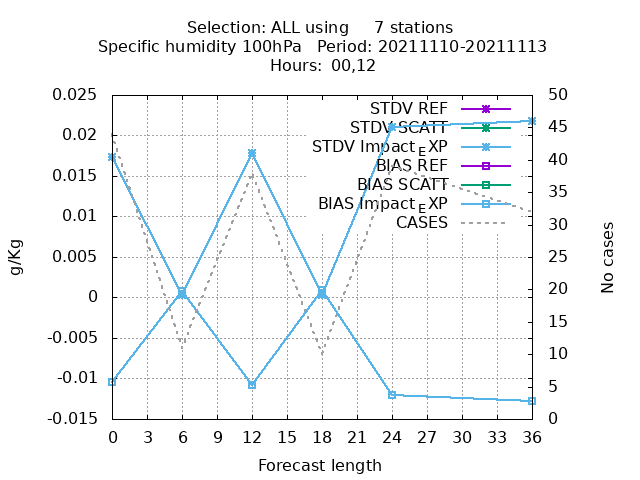 Selection: ALL using 7 stations
Specific humidity 100hPa Period: 20211110-20211113
Hours: 00,12
0.025
0.02
0.015
0.01
0.005
0
-0.005
-0.01
-0.015
g/Kg
STDV REF
STDV SCATT
STDV Impact_EXP
BIAS REF
BIAS SCATT
BIAS Impact_EXP
CASES
50
45
40
35
30
25
20
15
10
5
0
No cases
0 3 6 9 12 15 18 21 24 27 30 33 36
Forecast length